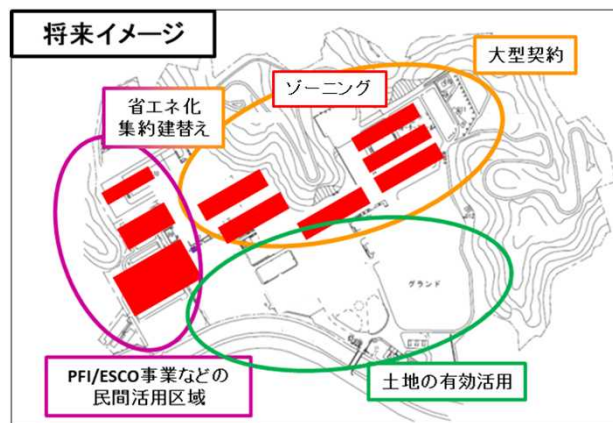 将来イメージ
大型契約
ゾーニング
省エネ化
集約建替え
グランド
PFI/ESCO事業などの
民間活用区域
土地の有効活用